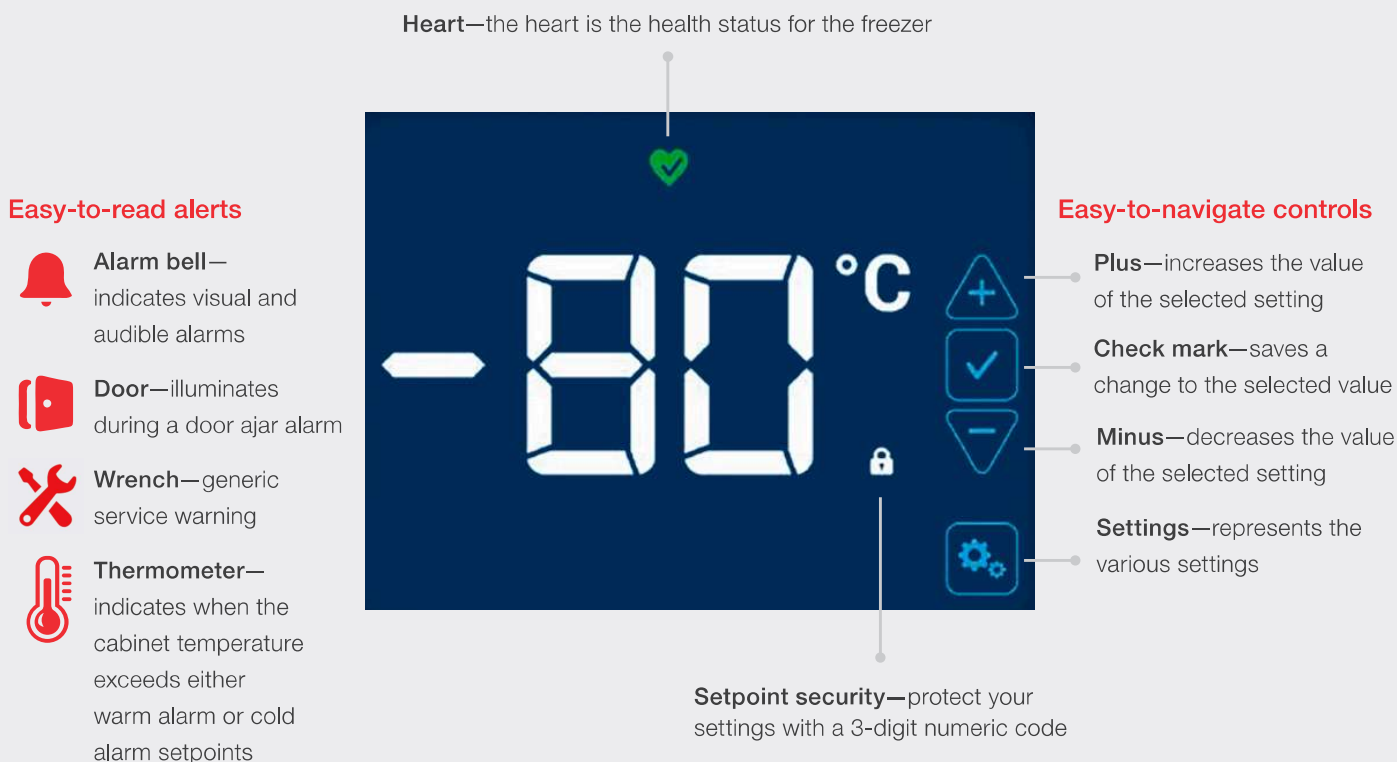 Heart—the heart is the health status for the freezer
Easy-to-read alerts
Alarm bell—
indicates visual and
audible alarms
Door—illuminates
during a door ajar alarm
Wrench—generic
service warning
Thermometer—
indicates when the
cabinet temperature
exceeds either
warm alarm or cold
alarm setpoints
-80 °C
Easy-to-navigate controls
Plus—increases the value
of the selected setting
Check mark—saves a
change to the selected value
Minus—decreases the value
of the selected setting
Settings—represents the
various settings
Setpoint security—protect your
settings with a 3-digit numeric code